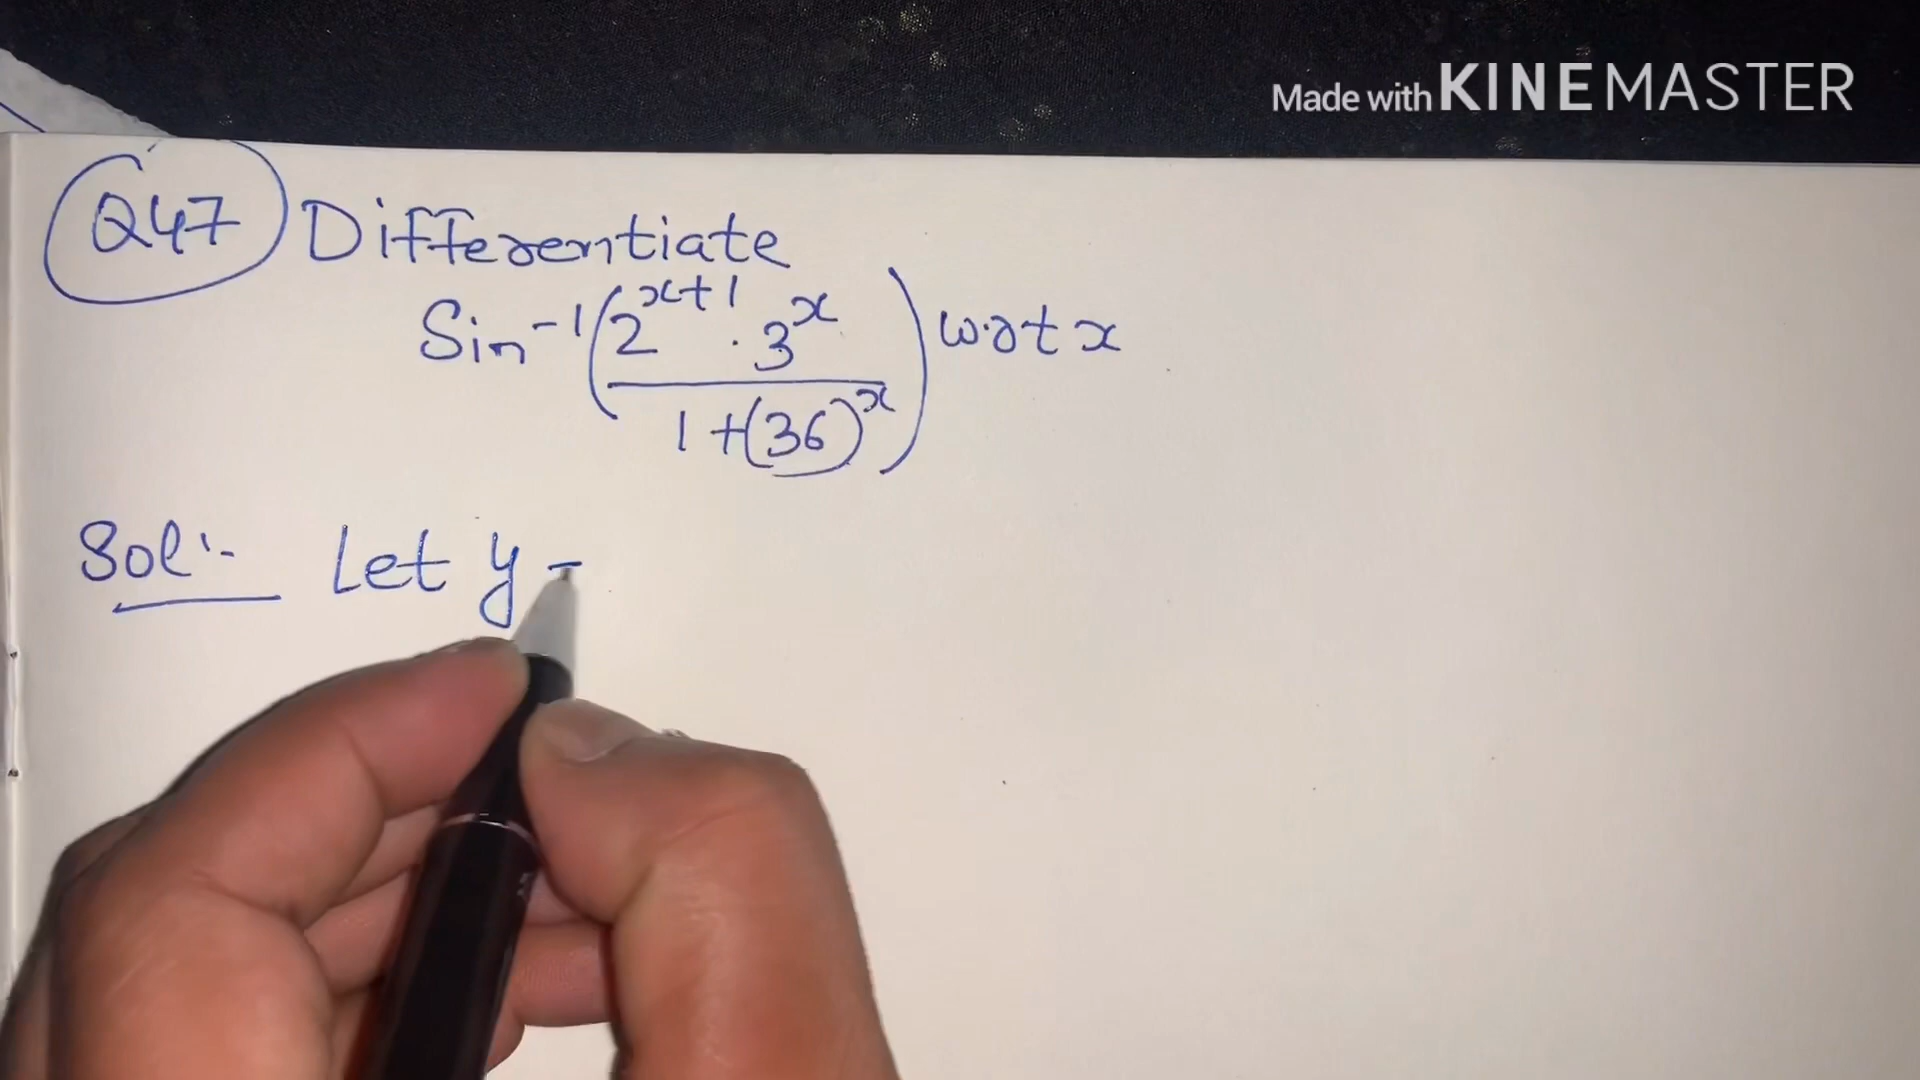 Made with KINEMASTER
Q47 Differentiate
Sin⁻¹(2^(x+1) · 3^x / 1+(36)^x) w.r.t x
Sol:- Let y -